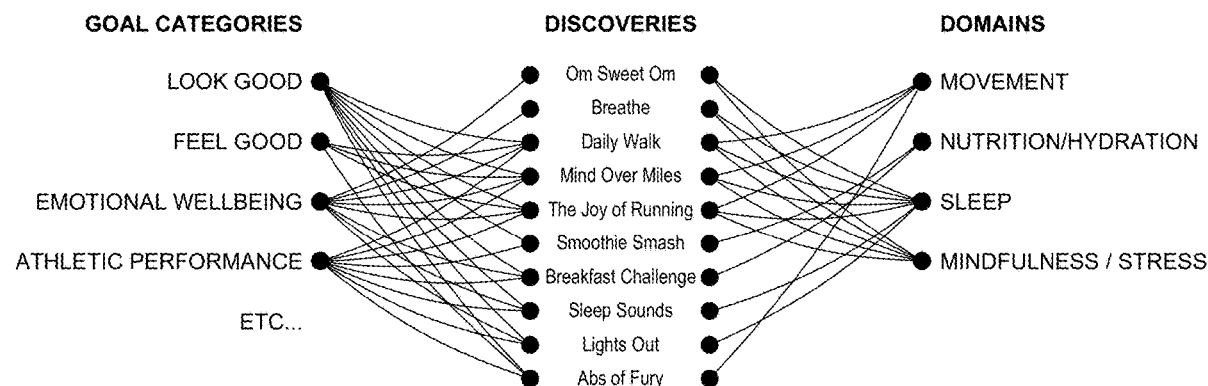 GOAL CATEGORIES
DISCOVERIES
DOMAINS
LOOK GOOD
FEEL GOOD
EMOTIONAL WELLBEING
ATHLETIC PERFORMANCE
ETC...
Om Sweet Om
Breathe
Daily Walk
Mind Over Miles
The Joy of Running
Smoothie Smash
Breakfast Challenge
Sleep Sounds
Lights Out
Abs of Fury
MOVEMENT
NUTRITION/HYDRATION
SLEEP
MINDFULNESS / STRESS